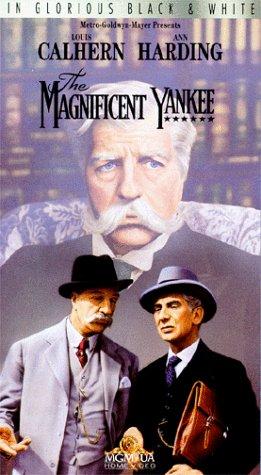 IN GLORIOUS BLACK & WHITE
Metro-Goldwyn-Mayer Presents
LOUIS ANN
CALHERN HARDING
The
MAGNIFICENT YANKEE
MGM/UA
HOME VIDEO